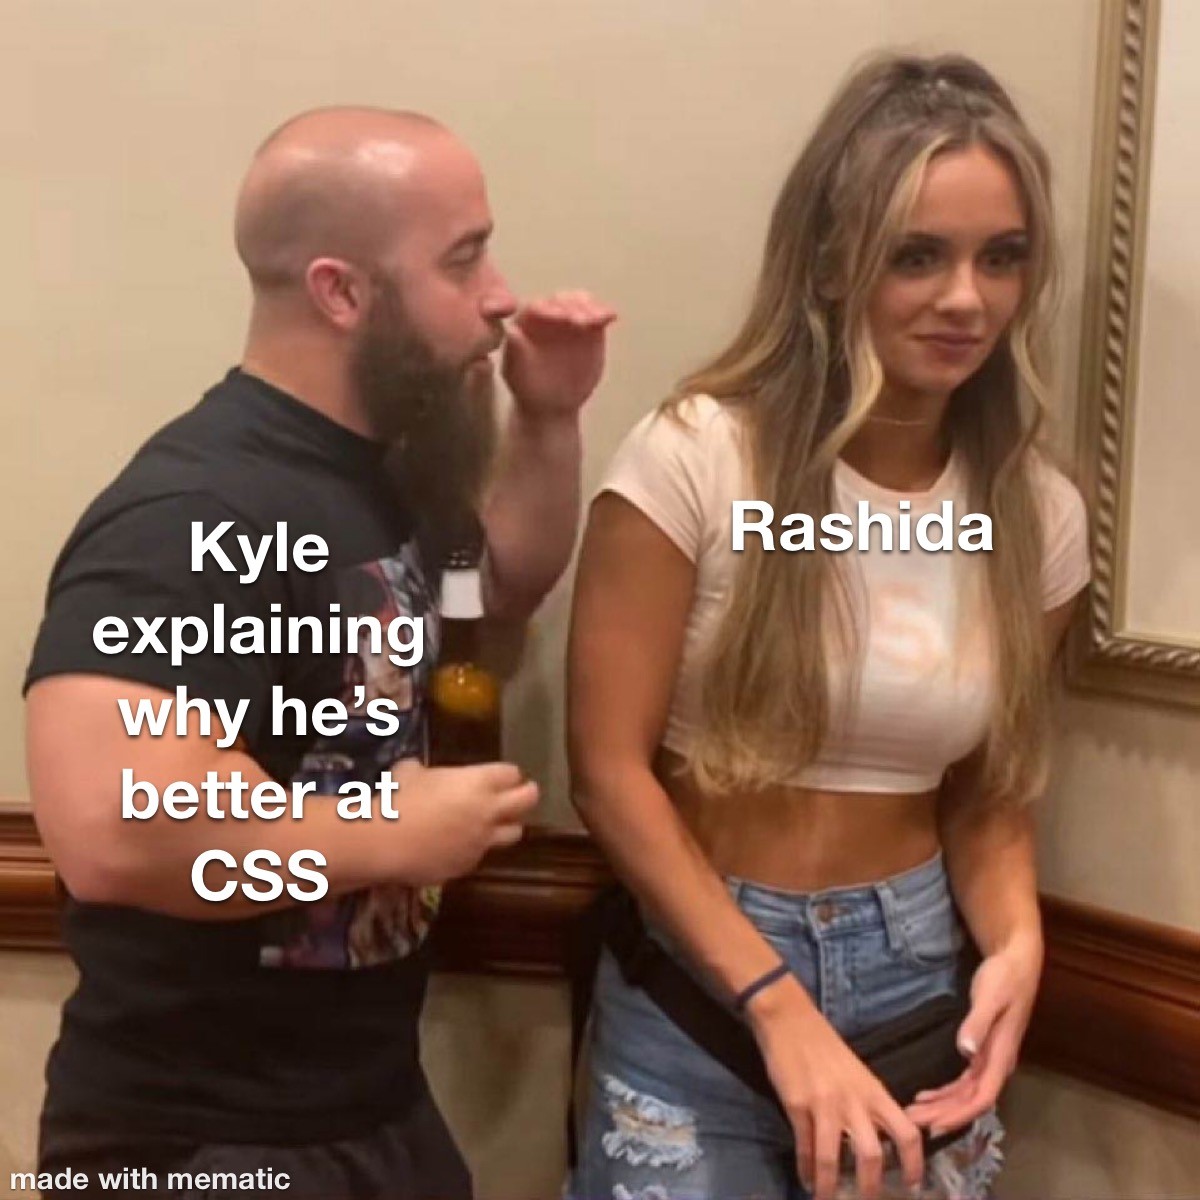 Kyle
explaining
why he’s
better at
CSS
Rashida
made with mematic